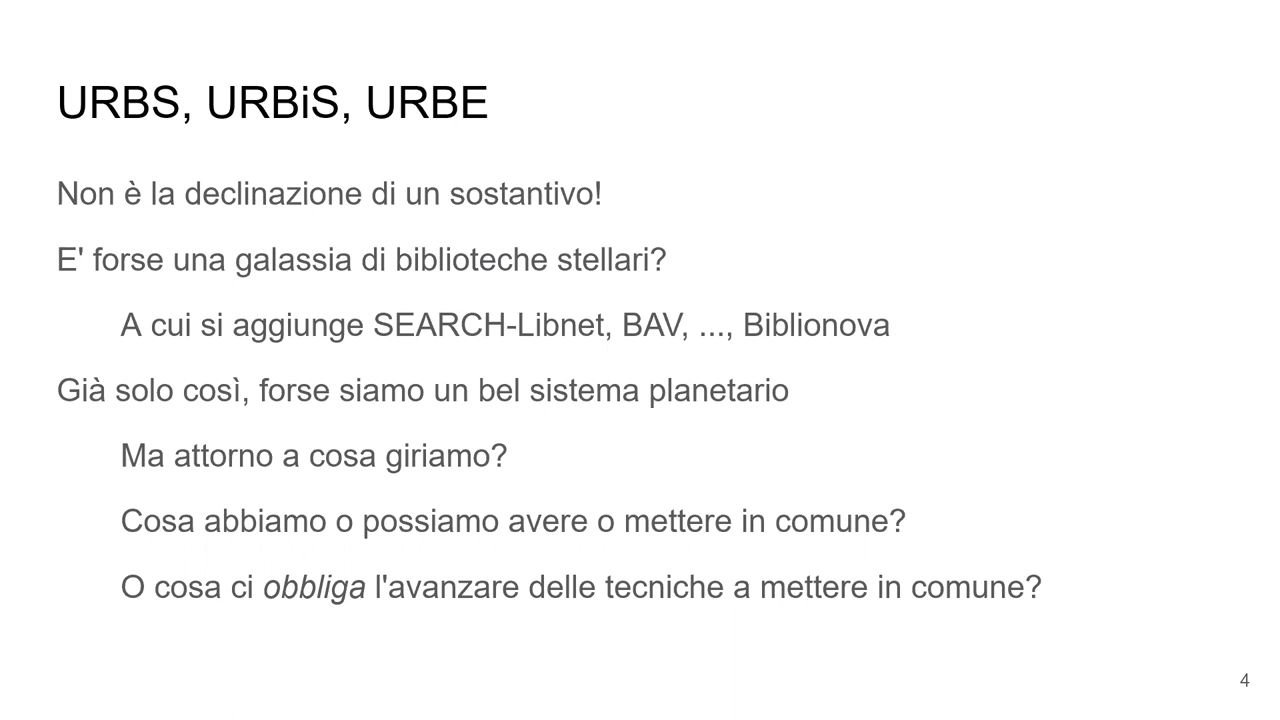 URBS, URBiS, URBE
Non è la declinazione di un sostantivo!
E' forse una galassia di biblioteche stellari?
A cui si aggiunge SEARCH-Libnet, BAV, ..., Biblionova
Già solo così, forse siamo un bel sistema planetario
Ma attorno a cosa giriamo?
Cosa abbiamo o possiamo avere o mettere in comune?
O cosa ci obbliga l'avanzare delle tecniche a mettere in comune?
4